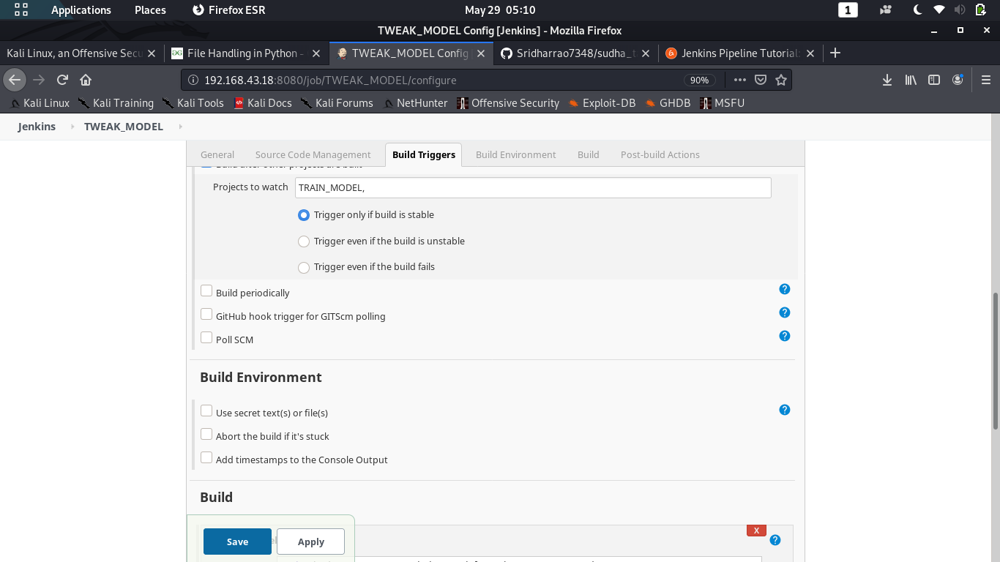 Applications Places Firefox ESR May 29 05:10 1
TWEAK_MODEL Config [Jenkins] - Mozilla Firefox
Kali Linux, an Offensive Secu File Handling in Python - TWEAK_MODEL Config Sridharrao7348/sudha_t Jenkins Pipeline Tutorial:
192.168.43.18:8080/job/TWEAK_MODEL/configure 90%
Kali Linux Kali Training Kali Tools Kali Docs Kali Forums NetHunter Offensive Security Exploit-DB GHDB MSFU
Jenkins TWEAK_MODEL
General Source Code Management Build Triggers Build Environment Build Post-build Actions
Build after other projects are built
Projects to watch TRAIN_MODEL,
Trigger only if build is stable
Trigger even if the build is unstable
Trigger even if the build fails
Build periodically ?
GitHub hook trigger for GITScm polling ?
Poll SCM ?
Build Environment
Use secret text(s) or file(s) ?
Abort the build if it's stuck
Add timestamps to the Console Output
Build
X
Save Apply ?